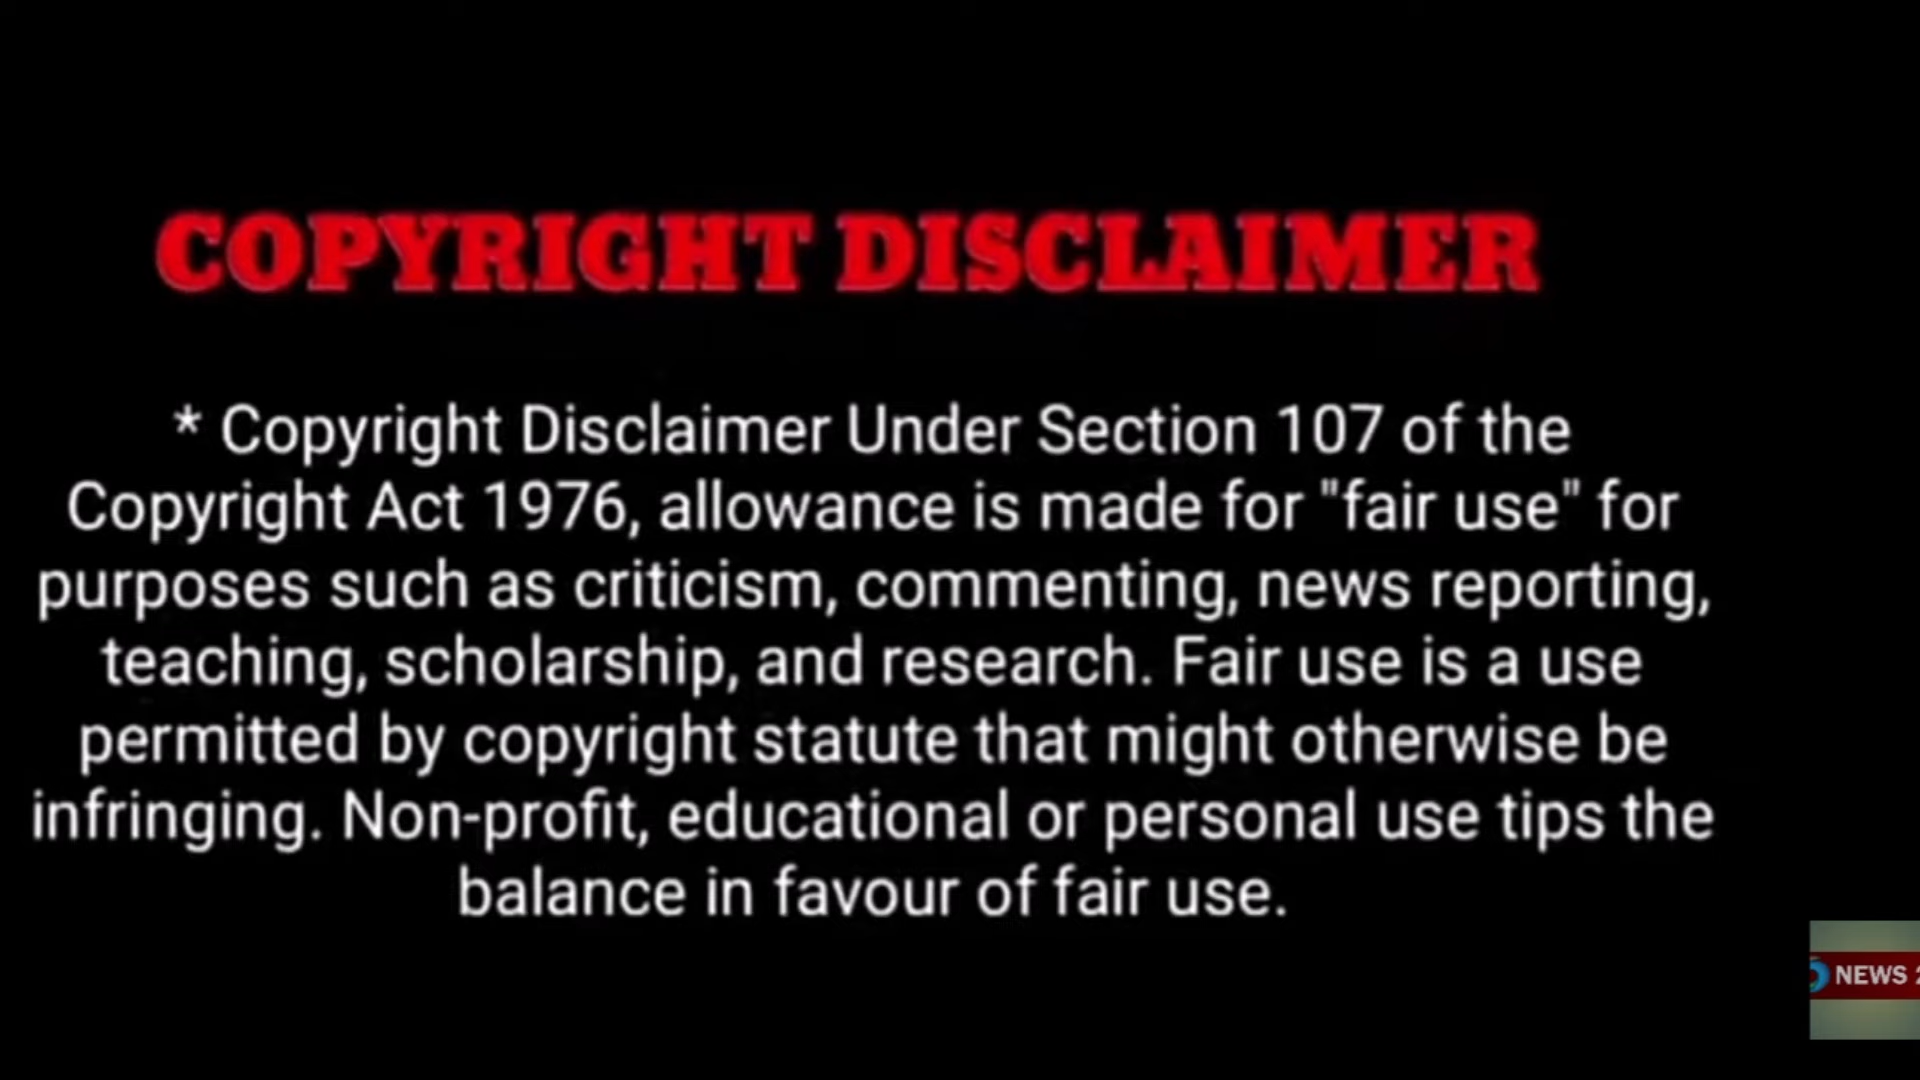 COPYRIGHT DISCLAIMER
* Copyright Disclaimer Under Section 107 of the
Copyright Act 1976, allowance is made for "fair use" for
purposes such as criticism, commenting, news reporting,
teaching, scholarship, and research. Fair use is a use
permitted by copyright statute that might otherwise be
infringing. Non-profit, educational or personal use tips the
balance in favour of fair use.
NEWS